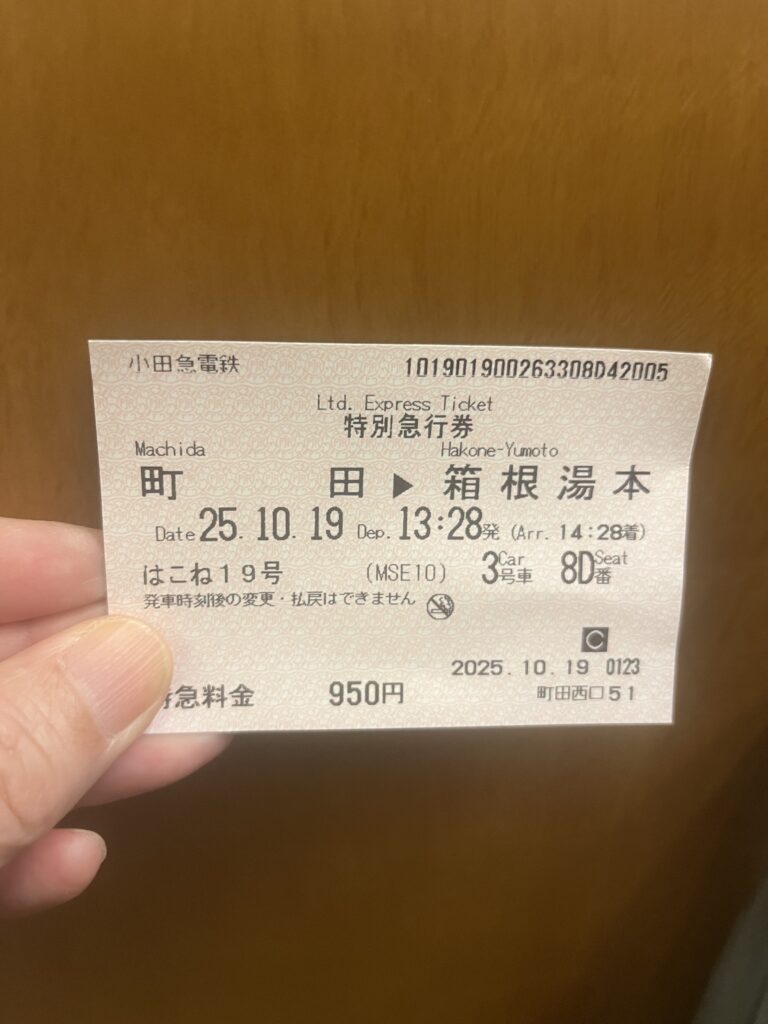 小田急電鉄 101901900263308D42005
Ltd. Express Ticket
特別急行券
Machida Hakone-Yumoto
町田 ▶ 箱根湯本
Date 25.10.19 Dep. 13:28発 (Arr. 14:28着)
はこね19号 (MSE10) 3 Car 号車 8D Seat 番
発車時刻後の変更・払戻はできません
C
2025.10.19 0123
急料金 950円 町田西口51